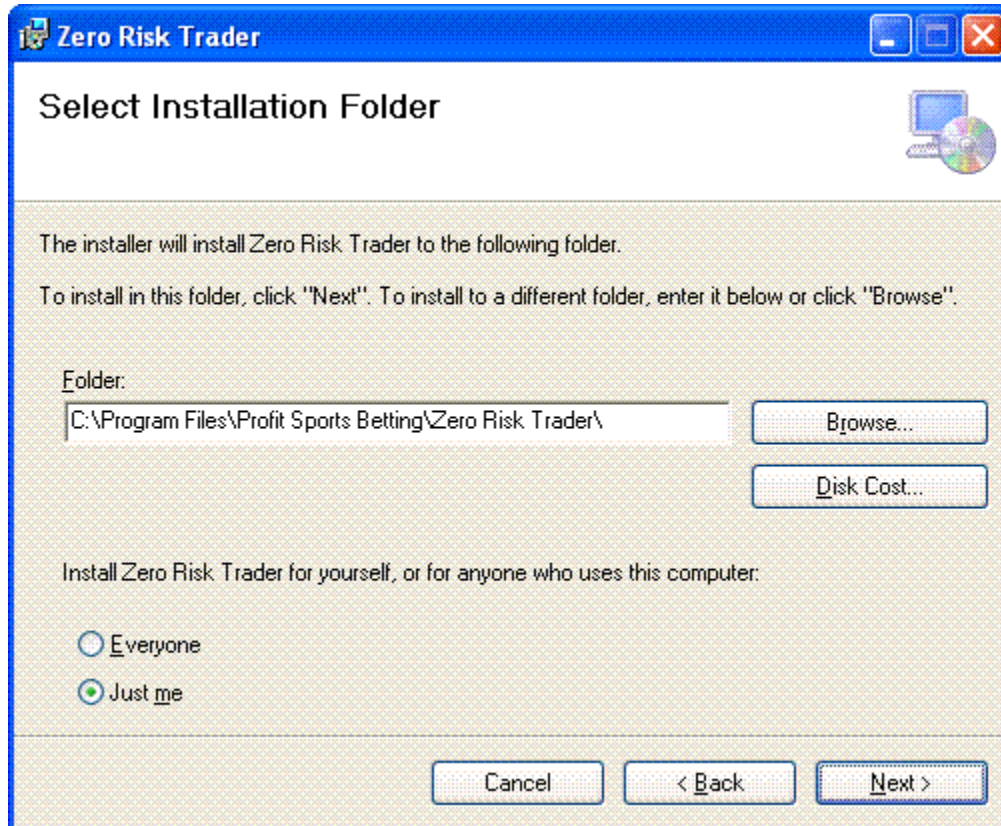 Zero Risk Trader
Select Installation Folder
The installer will install Zero Risk Trader to the following folder.
To install in this folder, click "Next". To install to a different folder, enter it below or click "Browse".
Folder:
C:\Program Files\Profit Sports Betting\Zero Risk Trader\
Browse...
Disk Cost...
Install Zero Risk Trader for yourself, or for anyone who uses this computer:
Everyone
Just me
Cancel
< Back
Next >